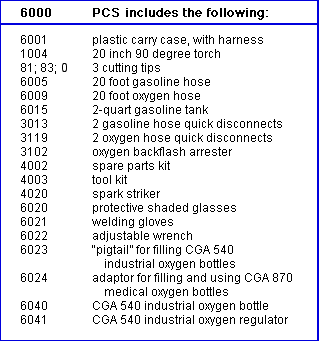 6000 PCS includes the following:
6001 plastic carry case, with harness
1004 20 inch 90 degree torch
81; 83; 0 3 cutting tips
6005 20 foot gasoline hose
6009 20 foot oxygen hose
6015 2-quart gasoline tank
3013 2 gasoline hose quick disconnects
3119 2 oxygen hose quick disconnects
3102 oxygen backflash arrester
4002 spare parts kit
4003 tool kit
4020 spark striker
6020 protective shaded glasses
6021 welding gloves
6022 adjustable wrench
6023 "pigtail" for filling CGA 540
industrial oxygen bottles
6024 adaptor for filling and using CGA 870
medical oxygen bottles
6040 CGA 540 industrial oxygen bottle
6041 CGA 540 industrial oxygen regulator